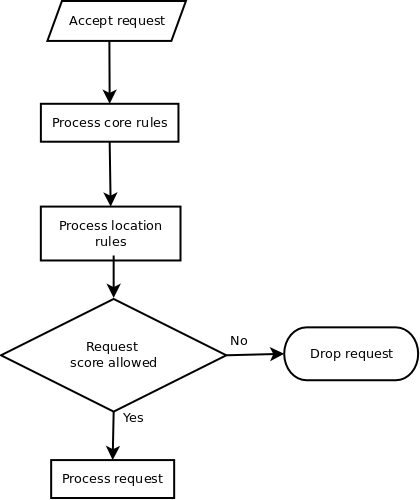 Accept request
Process core rules
Process location
rules
Request
score allowed
No
Drop request
Yes
Process request